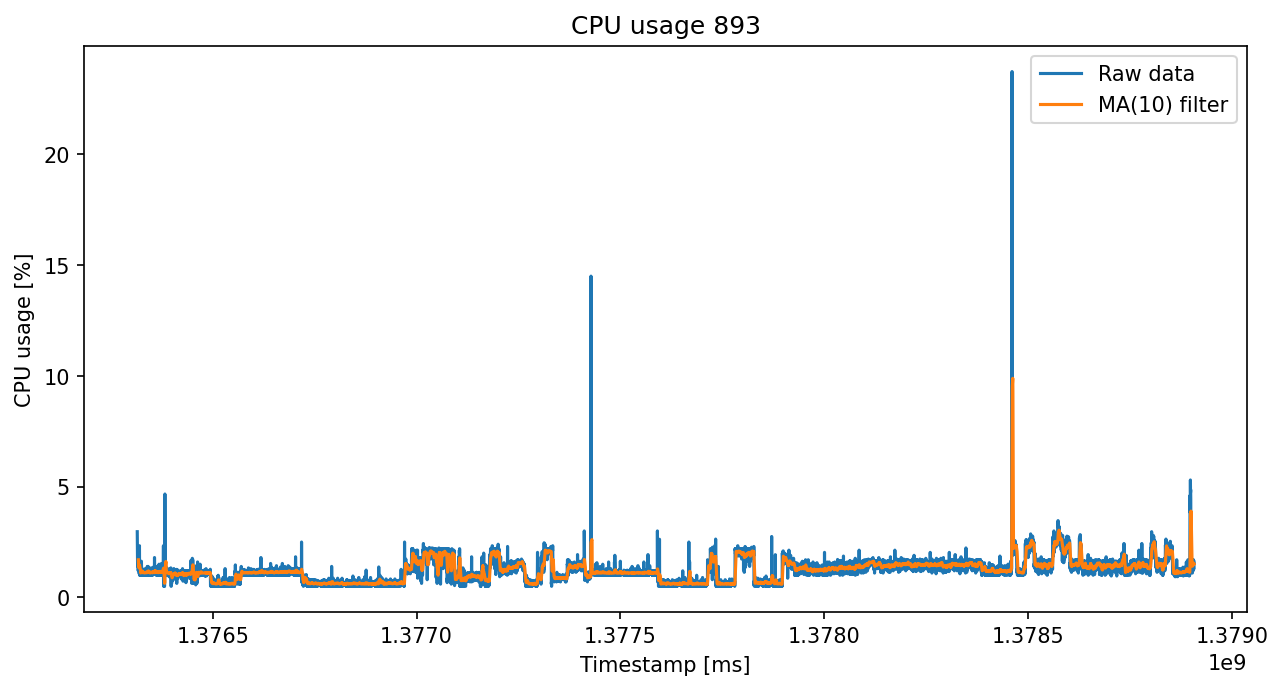 CPU usage 893
Raw data
MA(10) filter
CPU usage [%]
20
15
10
5
0
1.3765 1.3770 1.3775 1.3780 1.3785 1.3790
1e9
Timestamp [ms]